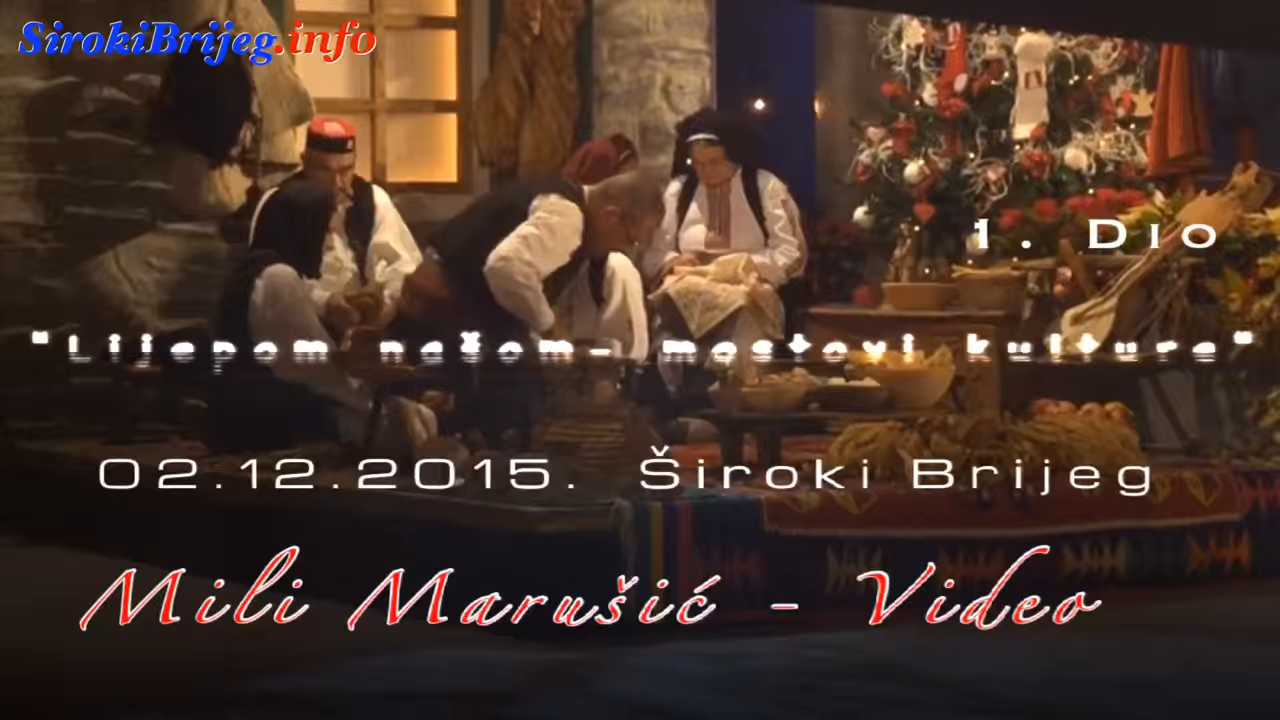 SirokiBrijeg.info
1. Dio
"Lijepom našom- mostovi kulture"
02.12.2015. Široki Brijeg
Mili Marušić - Video